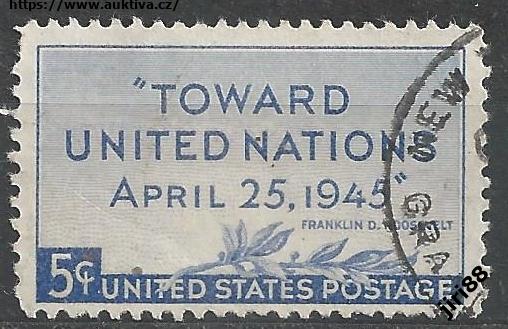 https://www.auktiva.cz/
"TOWARD
UNITED NATIONS
APRIL 25, 1945"
FRANKLIN D. ROOSEVELT
5¢ UNITED STATES POSTAGE
jiri88